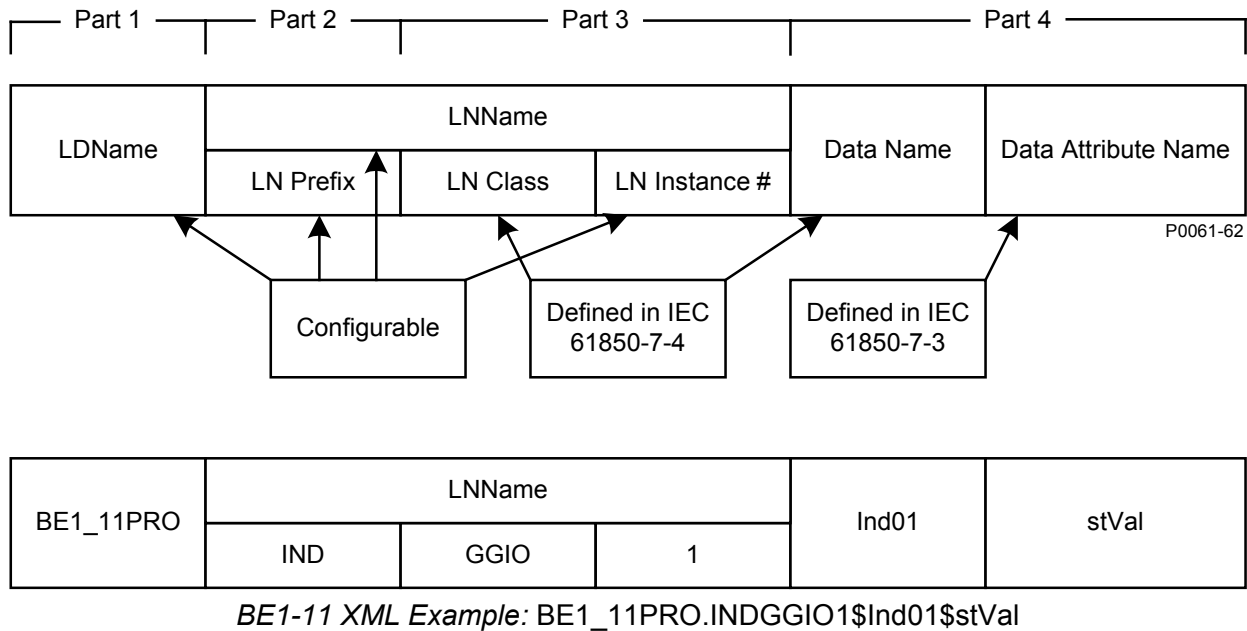 Part 1
Part 2
Part 3
Part 4
LDName
LNName
LN Prefix
LN Class
LN Instance #
Data Name
Data Attribute Name
P0061-62
Configurable
Defined in IEC
61850-7-4
Defined in IEC
61850-7-3
BE1_11PRO
LNName
IND
GGIO
1
Ind01
stVal
BE1-11 XML Example: BE1_11PRO.INDGGIO1$Ind01$stVal